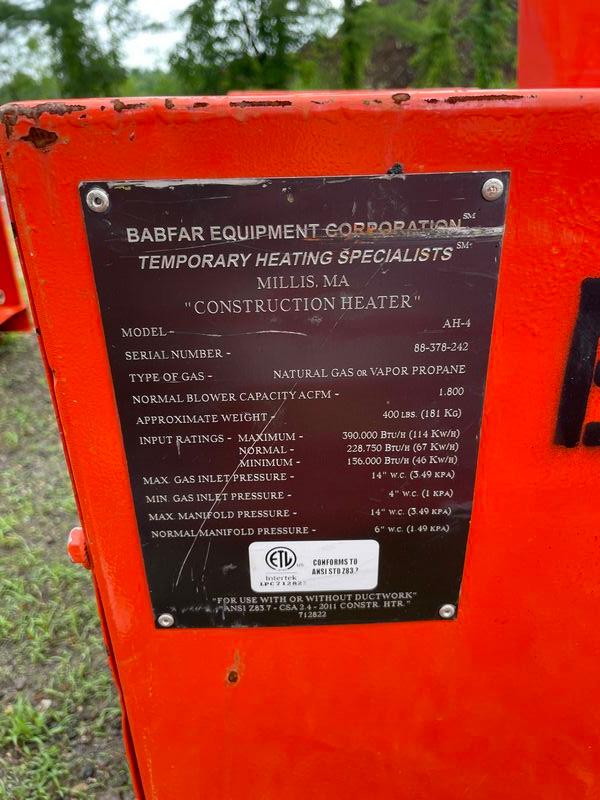 BABFAR EQUIPMENT CORPORATION SM
TEMPORARY HEATING SPECIALISTS SM
MILLIS, MA
"CONSTRUCTION HEATER"
MODEL - AH-4
SERIAL NUMBER - 88-378-242
TYPE OF GAS - NATURAL GAS OR VAPOR PROPANE
NORMAL BLOWER CAPACITY ACFM - 1.800
APPROXIMATE WEIGHT - 400 LBS. (181 KG)
INPUT RATINGS - MAXIMUM - 390.000 BTU/H (114 KW/H)
NORMAL - 228.750 BTU/H (67 KW/H)
MINIMUM - 156.000 BTU/H (46 KW/H)
MAX. GAS INLET PRESSURE - 14" W.C. (3.49 KPA)
MIN. GAS INLET PRESSURE - 4" W.C. (1 KPA)
MAX. MANIFOLD PRESSURE - 14" W.C. (3.49 KPA)
NORMAL MANIFOLD PRESSURE - 6" W.C. (1.49 KPA)
ETL US
CONFORMS TO
ANSI STD Z83.7
Intertek
LPC712822
"FOR USE WITH OR WITHOUT DUCTWORK"
"ANSI Z83.7 - CSA 2.4 - 2011 CONSTR. HTR."
712822